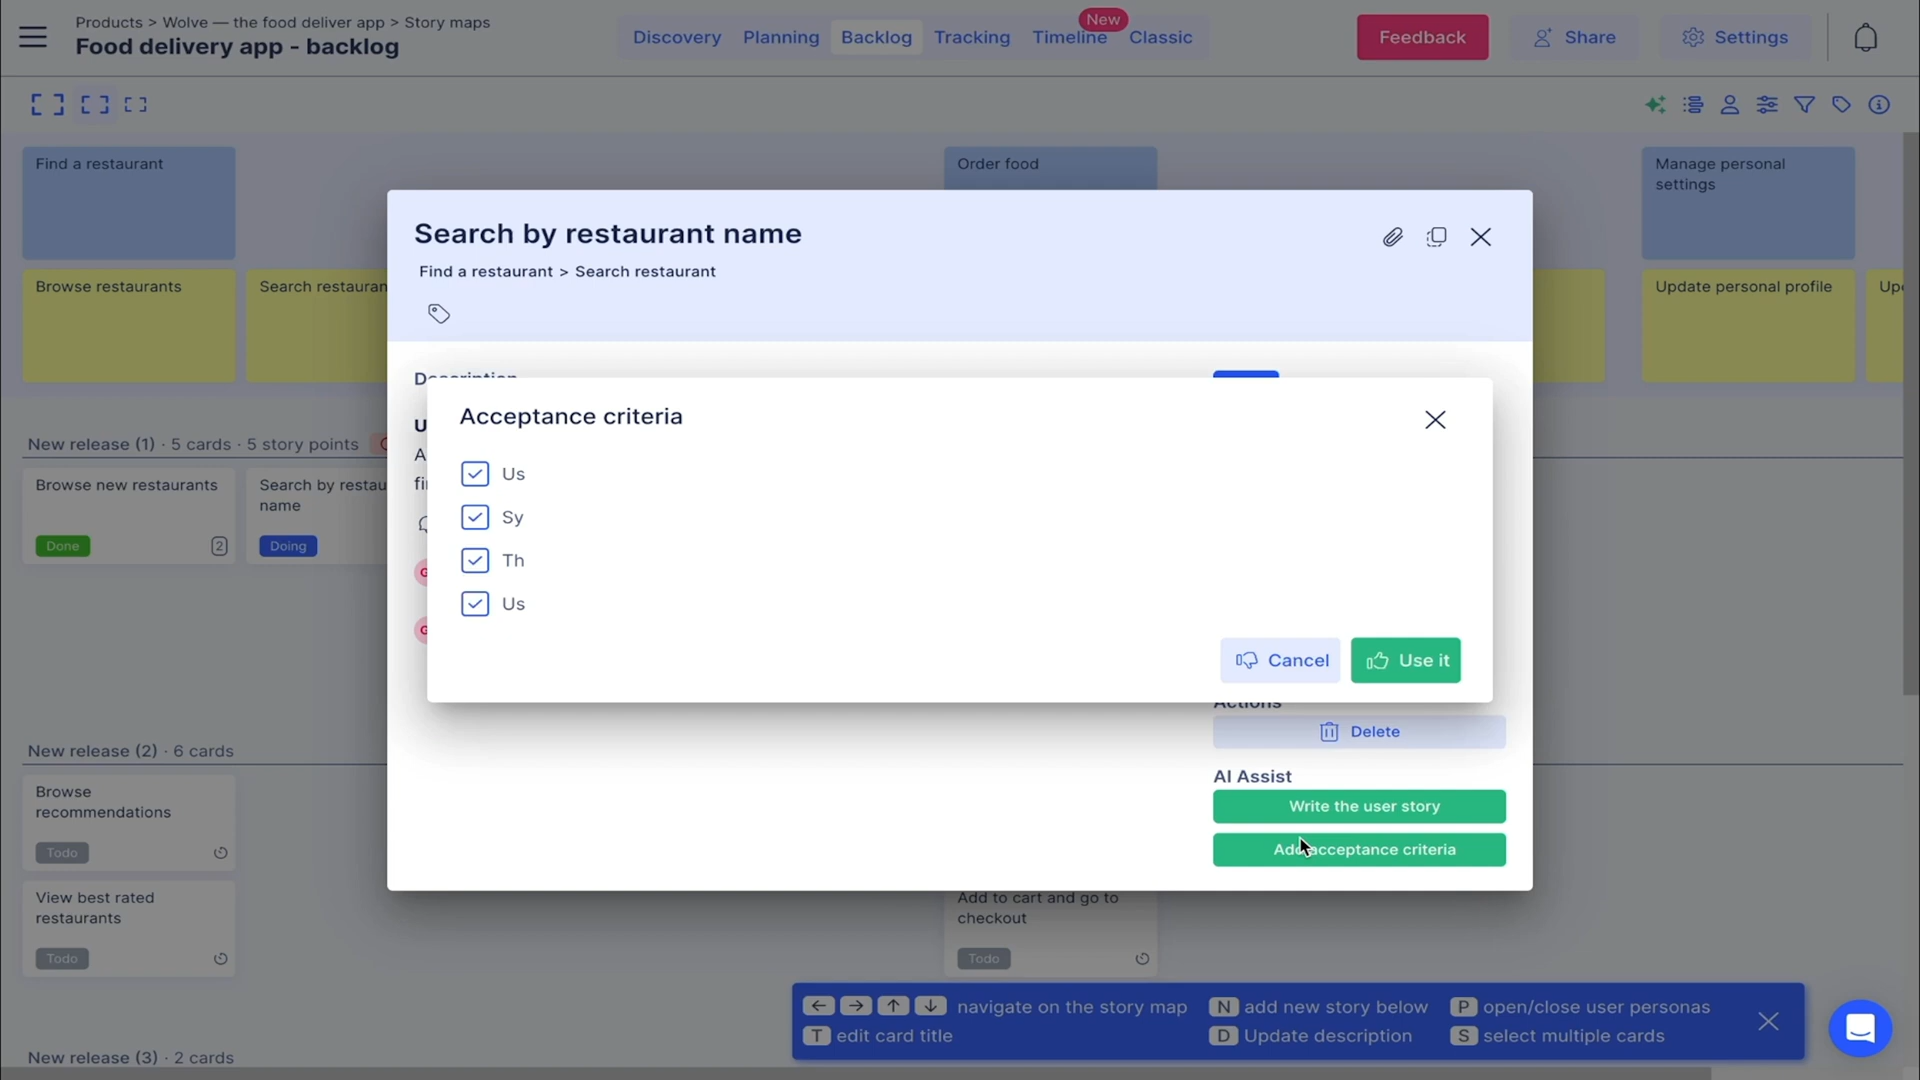 Products > Wolve — the food deliver app > Story maps
Food delivery app - backlog
Discovery
Planning
Backlog
Tracking
Timeline
New
Classic
Feedback
Share
Settings
Find a restaurant
Order food
Manage personal
settings
Browse restaurants
Search restauran
Update personal profile
Up
Search by restaurant name
Find a restaurant > Search restaurant
Description
U
A
fi
G
G
Acceptance criteria
Us
Sy
Th
Us
Cancel
Use it
Actions
Delete
AI Assist
Write the user story
Add acceptance criteria
New release (1) · 5 cards · 5 story points
Browse new restaurants
Done
2
Search by restau
name
Doing
New release (2) · 6 cards
Browse
recommendations
Todo
View best rated
restaurants
Todo
Add to cart and go to
checkout
Todo
New release (3) · 2 cards
← → ↑ ↓ navigate on the story map
N add new story below
P open/close user personas
T edit card title
D Update description
S select multiple cards